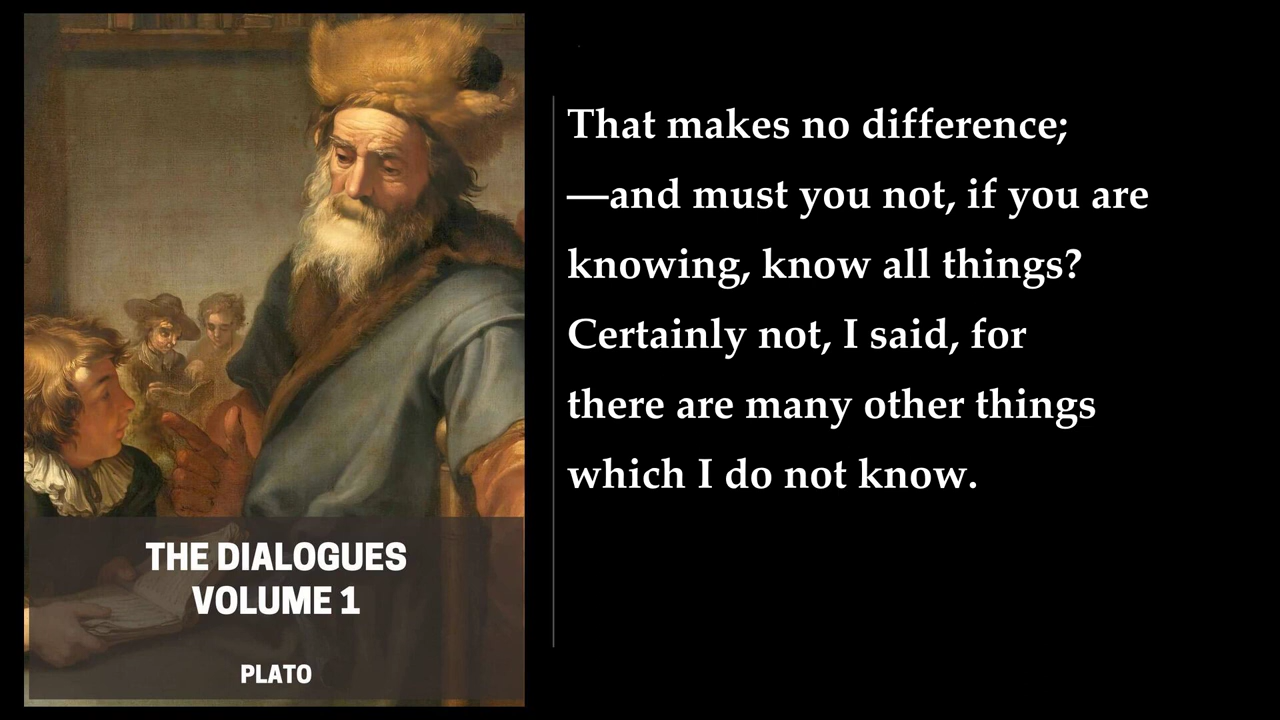 THE DIALOGUES
VOLUME 1
PLATO
That makes no difference;
—and must you not, if you are
knowing, know all things?
Certainly not, I said, for
there are many other things
which I do not know.